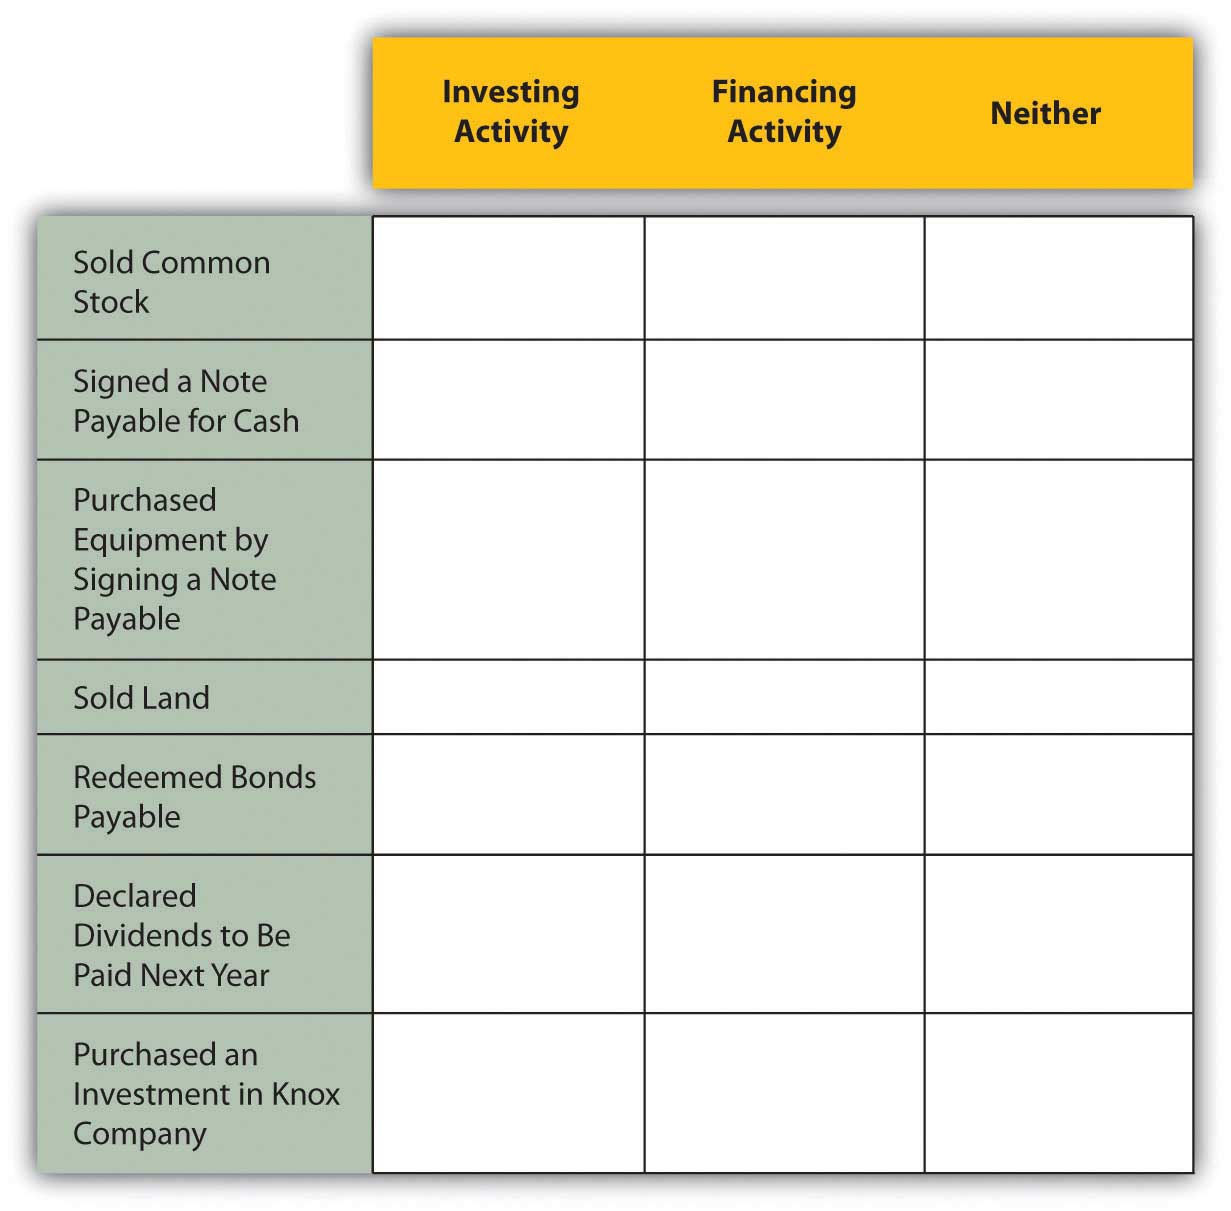 Investing
Activity
Financing
Activity
Neither
Sold Common
Stock
Signed a Note
Payable for Cash
Purchased
Equipment by
Signing a Note
Payable
Sold Land
Redeemed Bonds
Payable
Declared
Dividends to Be
Paid Next Year
Purchased an
Investment in Knox
Company